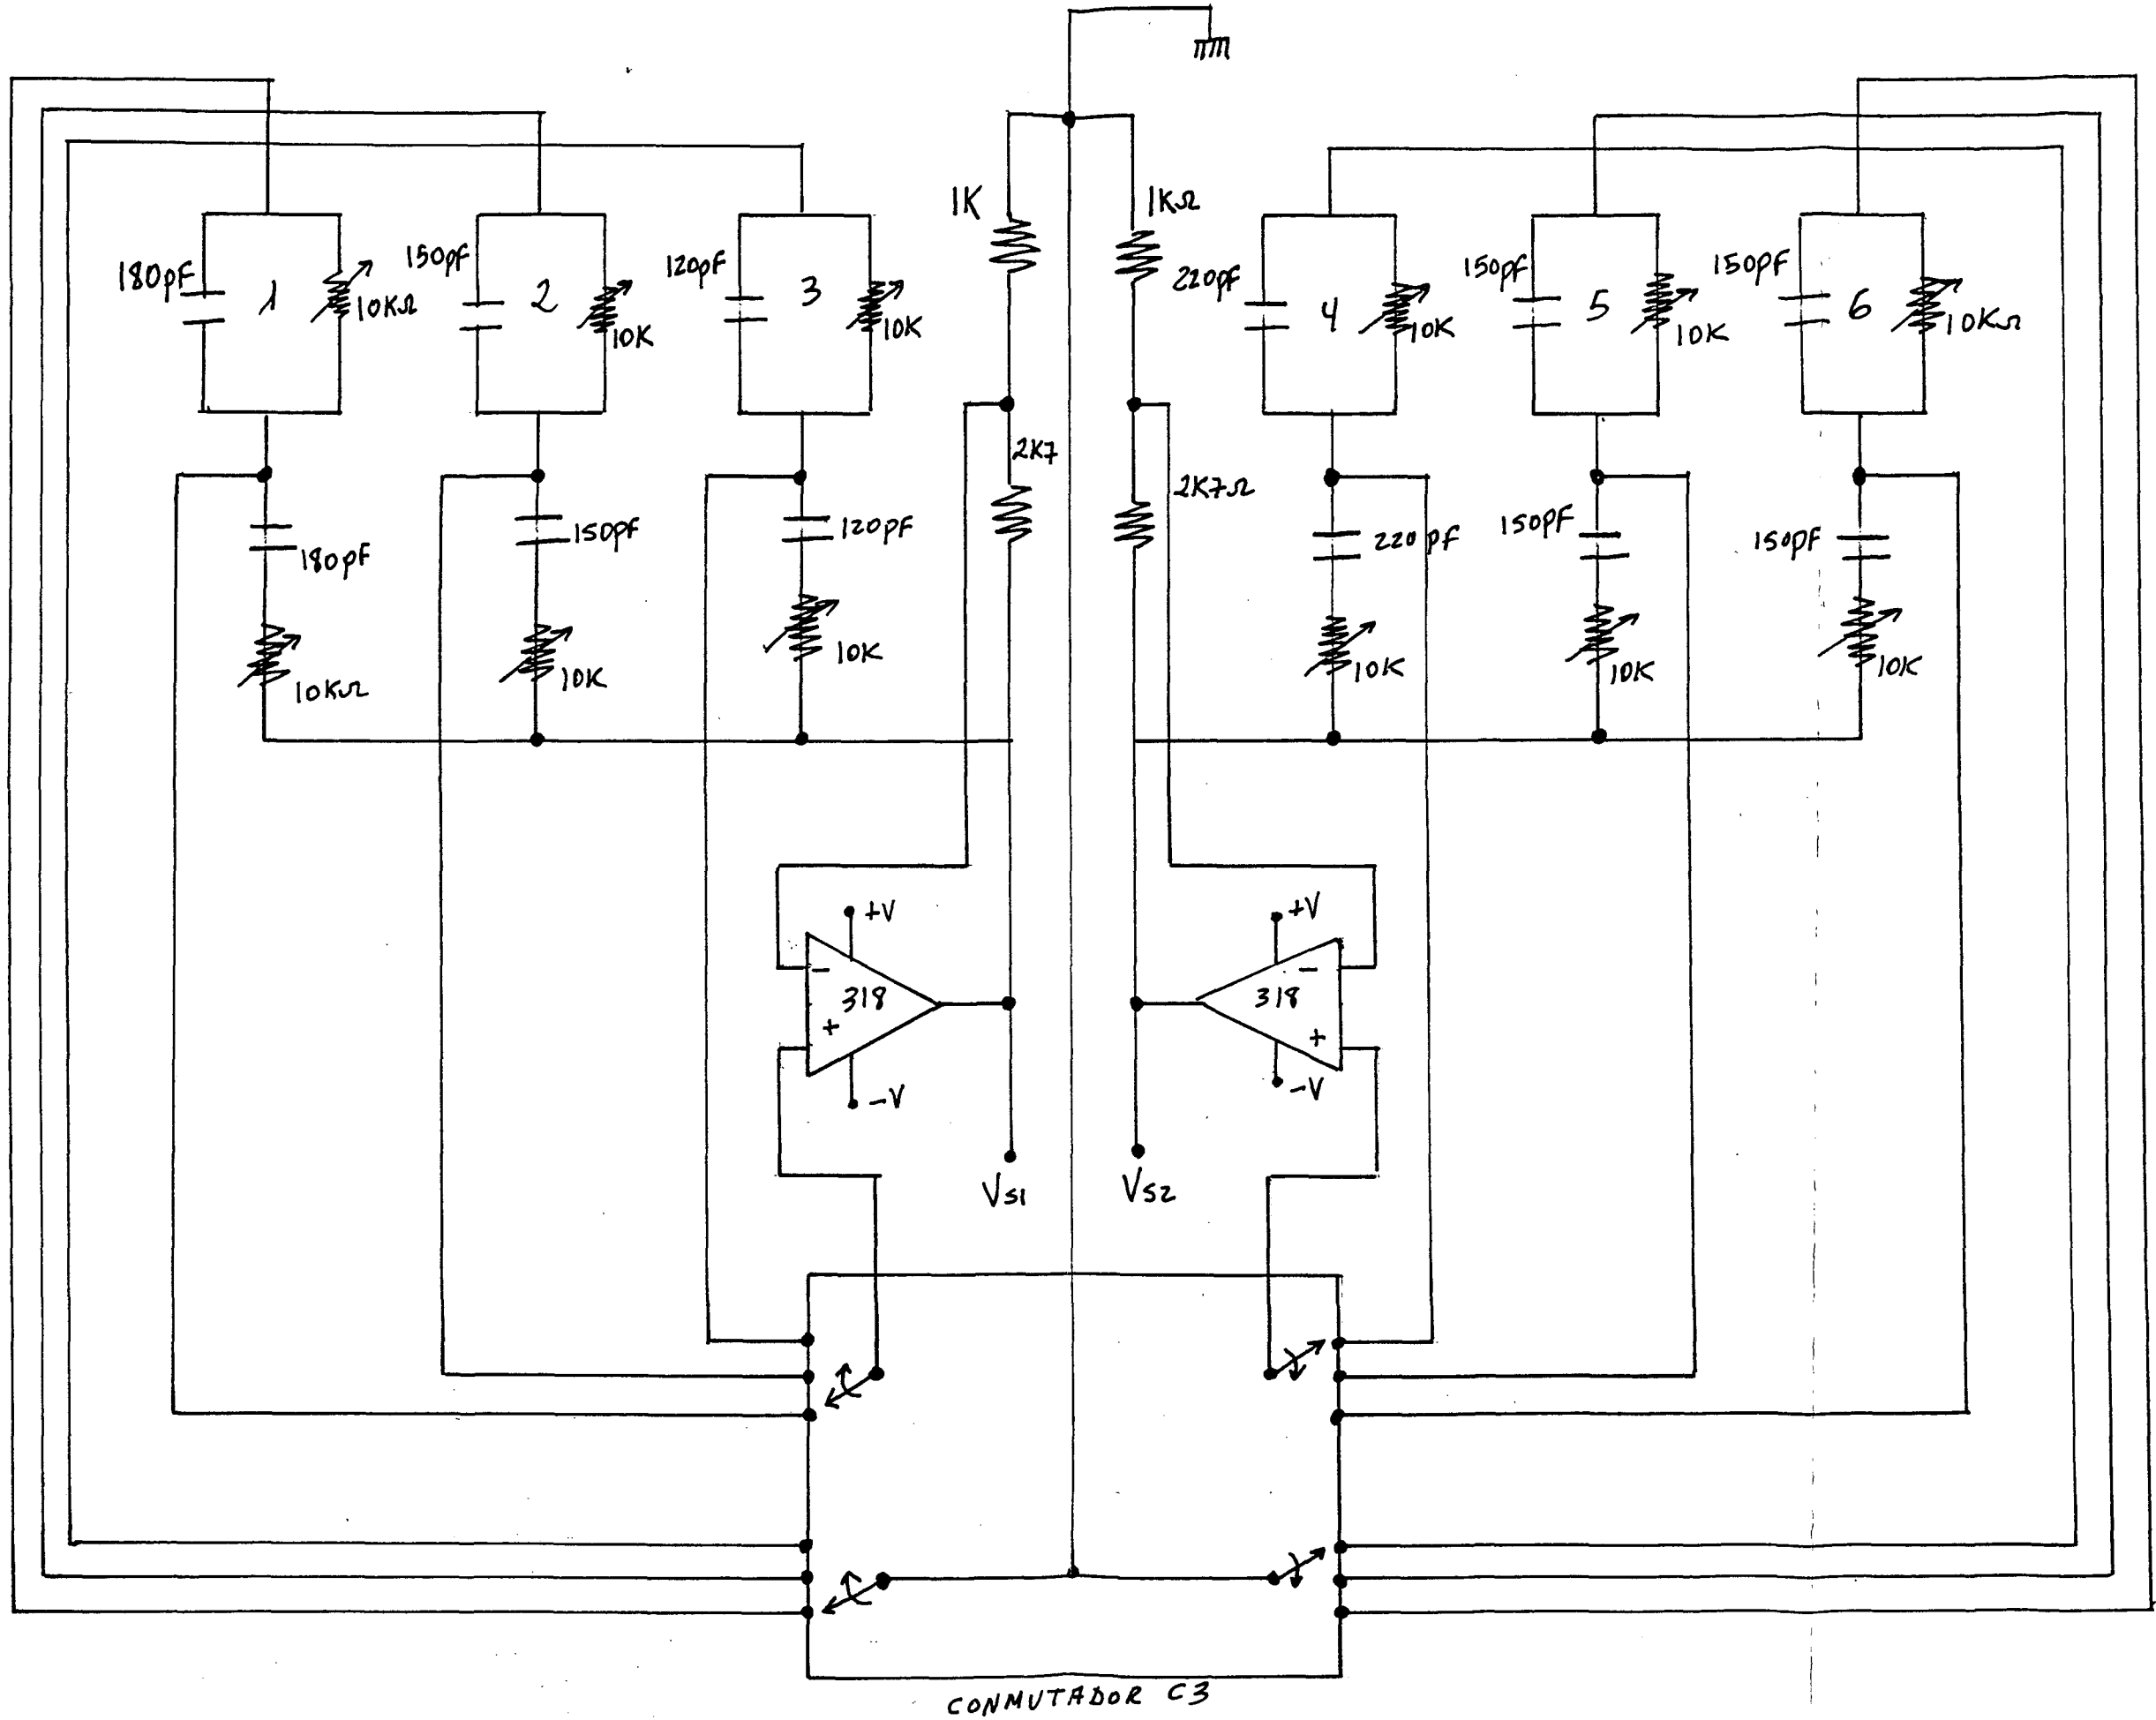 1K
1KΩ
180pF
1
10KΩ
150pF
2
10K
120pF
3
10K
220pF
4
10K
150pF
5
10K
150pF
6
10KΩ
2K7
2K7Ω
180pF
10KΩ
150pF
10K
120pF
10K
220pF
10K
150pF
10K
150pF
10K
+V
-
318
+
-V
+V
-
318
+
-V
Vs1
Vs2
CONMUTADOR C3